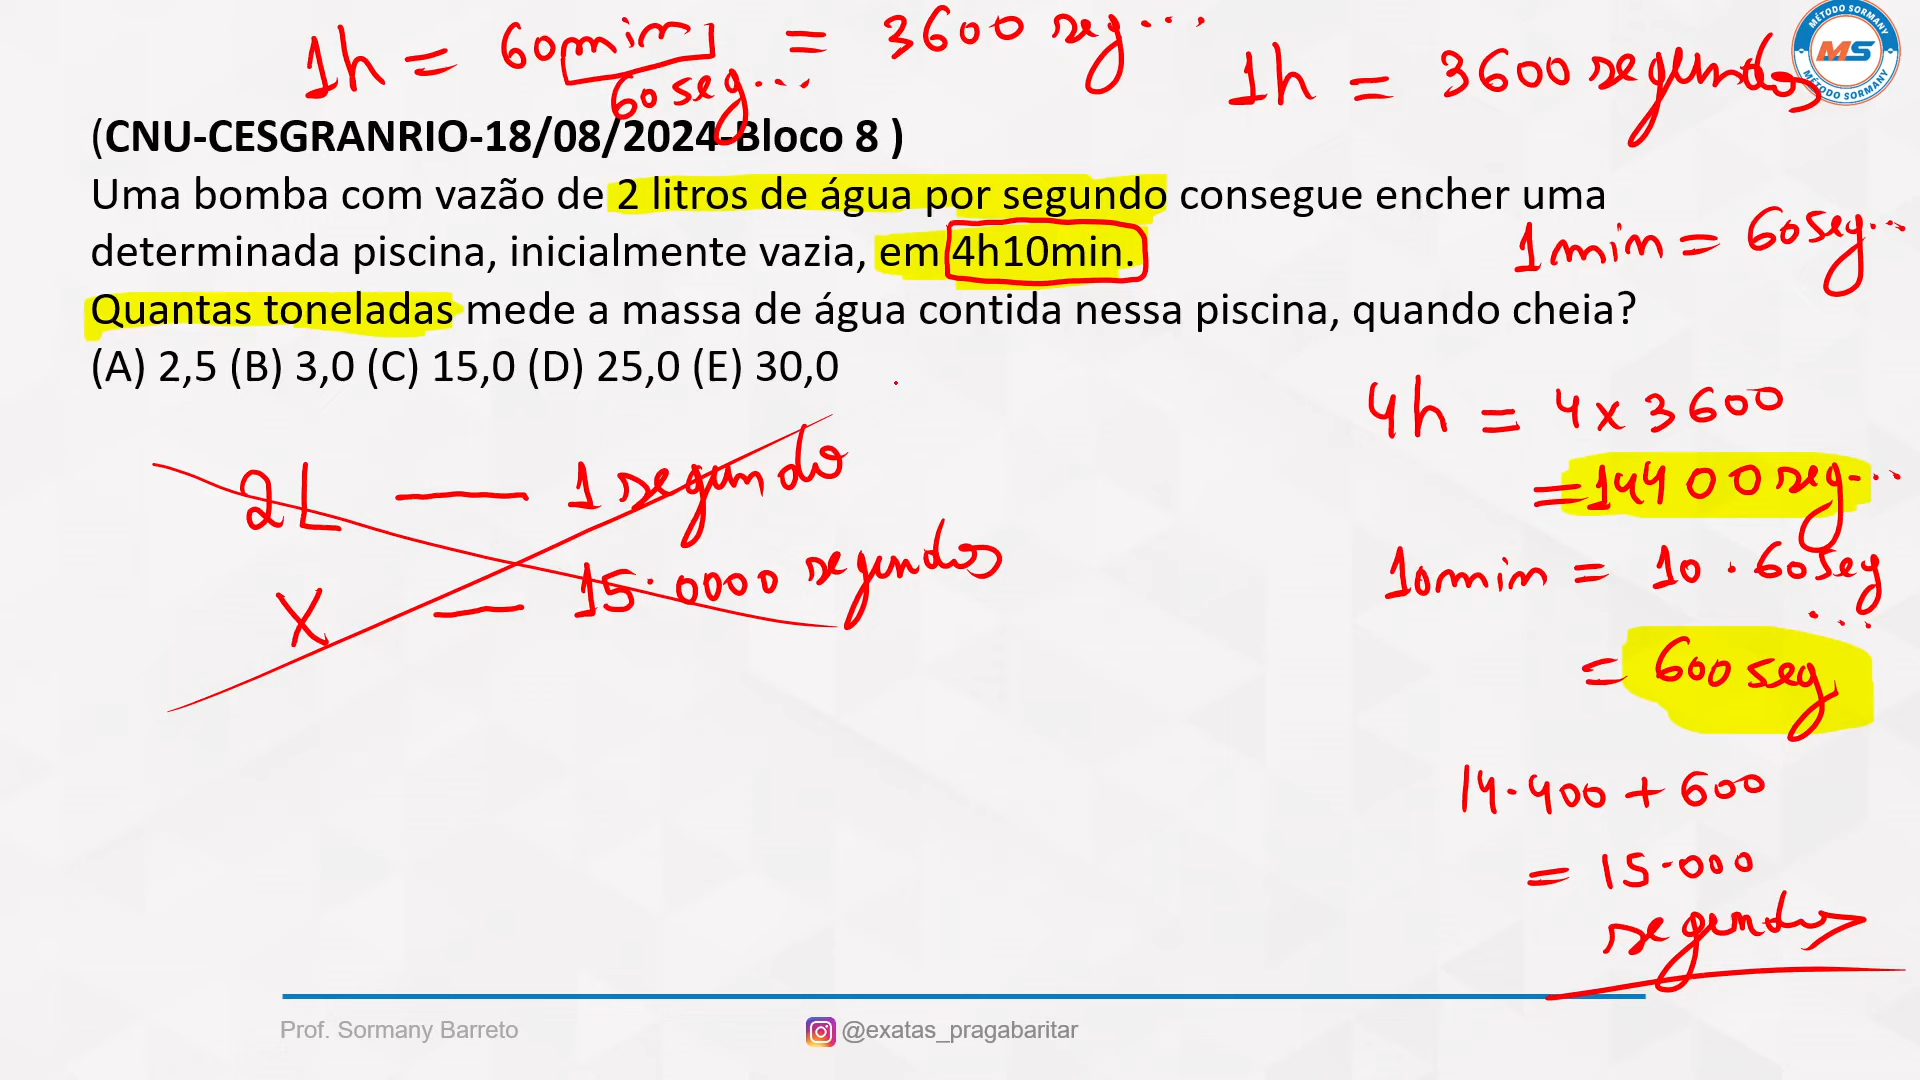 1h = 60min = 3600 seg...
60 seg...
1h = 3600 segundos
MÉTODO SORMANY
MS
MÉTODO SORMANY
(CNU-CESGRANRIO-18/08/2024-Bloco 8 )
Uma bomba com vazão de 2 litros de água por segundo consegue encher uma
determinada piscina, inicialmente vazia, em 4h10min.
1min = 60seg...
Quantas toneladas mede a massa de água contida nessa piscina, quando cheia?
(A) 2,5 (B) 3,0 (C) 15,0 (D) 25,0 (E) 30,0
4h = 4 x 3600
= 14400 seg...
2L — 1 segundo
X — 15.0000 segundos
10min = 10 . 60seg...
= 600 seg
14.400 + 600
= 15.000
segundos
Prof. Sormany Barreto
@exatas_pragabaritar